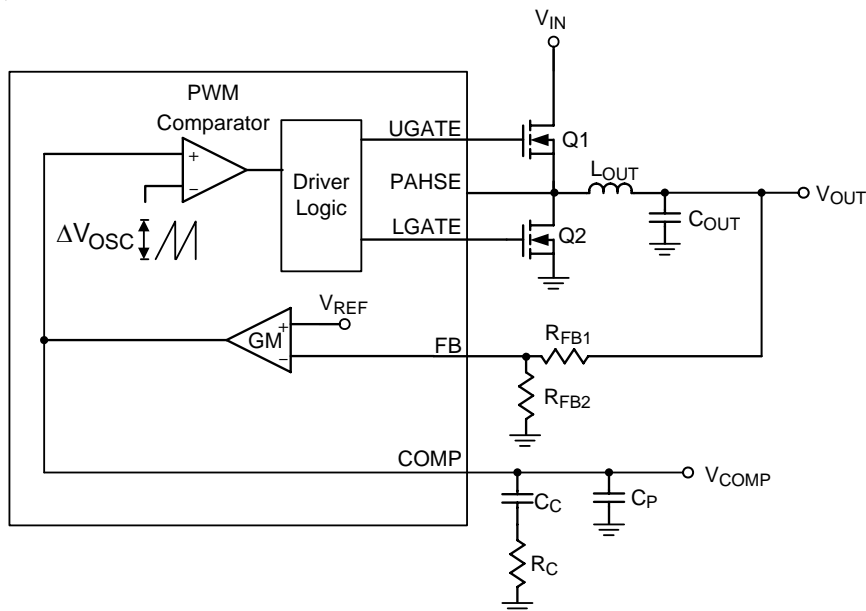 V_IN
PWM
Comparator
+
−
ΔV_OSC
Driver
Logic
UGATE
PAHSE
LGATE
Q1
Q2
L_OUT
C_OUT
V_OUT
V_REF
GM
+
−
FB
R_FB1
R_FB2
COMP
C_C
R_C
C_P
V_COMP